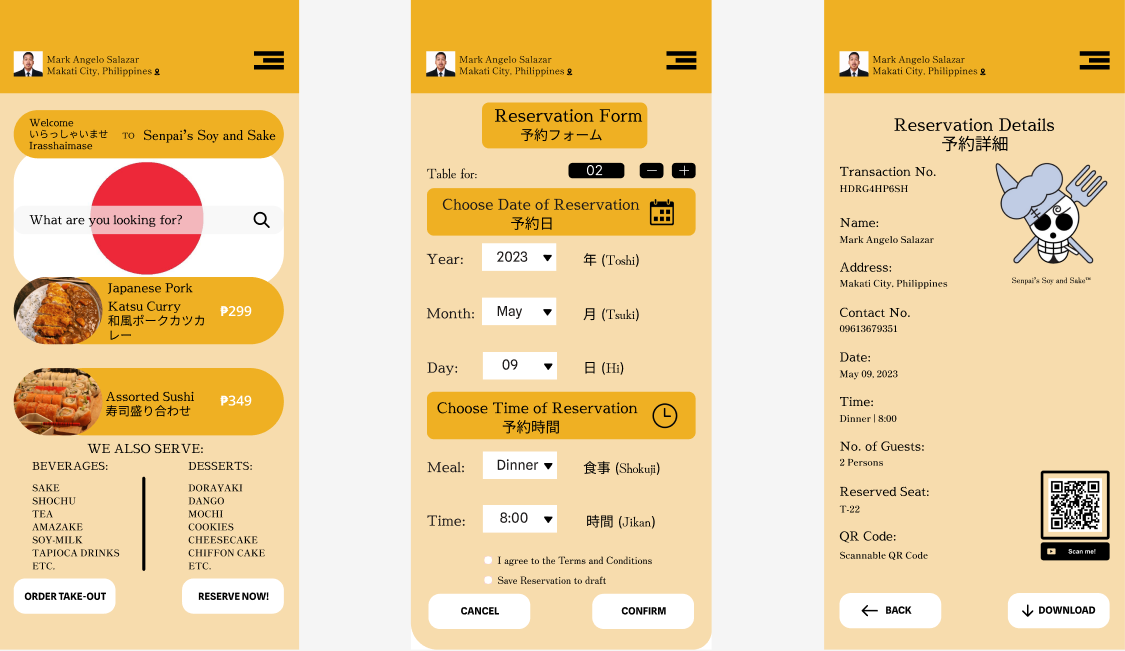 Mark Angelo Salazar
Makati City, Philippines
Welcome
いらっしゃいませ
Irasshaimase
TO
Senpai's Soy and Sake
What are you looking for?
Japanese Pork
Katsu Curry
和風ポークカツカ
レー
₱299
Assorted Sushi
寿司盛り合わせ
₱349
WE ALSO SERVE:
BEVERAGES:
SAKE
SHOCHU
TEA
AMAZAKE
SOY-MILK
TAPIOCA DRINKS
ETC.
DESSERTS:
DORAYAKI
DANGO
MOCHI
COOKIES
CHEESECAKE
CHIFFON CAKE
ETC.
ORDER TAKE-OUT
RESERVE NOW!
Mark Angelo Salazar
Makati City, Philippines
Reservation Form
予約フォーム
Table for:
02
Choose Date of Reservation
予約日
Year:
2023
年 (Toshi)
Month:
May
月 (Tsuki)
Day:
09
日 (Hi)
Choose Time of Reservation
予約時間
Meal:
Dinner
食事 (Shokuji)
Time:
8:00
時間 (Jikan)
I agree to the Terms and Conditions
Save Reservation to draft
CANCEL
CONFIRM
Mark Angelo Salazar
Makati City, Philippines
Reservation Details
予約詳細
Transaction No.
HDRG4HP6SH
Name:
Mark Angelo Salazar
Address:
Makati City, Philippines
Contact No.
09613679351
Date:
May 09, 2023
Time:
Dinner | 8:00
No. of Guests:
2 Persons
Reserved Seat:
T-22
QR Code:
Scannable QR Code
Senpai's Soy and Sake™
Scan me!
BACK
DOWNLOAD